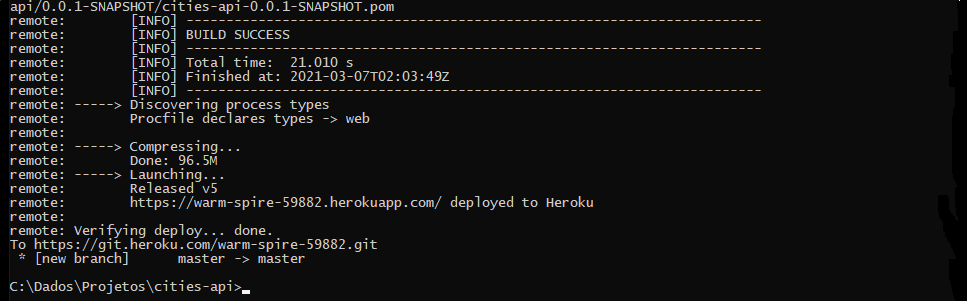 api/0.0.1-SNAPSHOT/cities-api-0.0.1-SNAPSHOT.pom
remote:        [INFO] ------------------------------------------------------------------------
remote:        [INFO] BUILD SUCCESS
remote:        [INFO] ------------------------------------------------------------------------
remote:        [INFO] Total time:  21.010 s
remote:        [INFO] Finished at: 2021-03-07T02:03:49Z
remote:        [INFO] ------------------------------------------------------------------------
remote: -----> Discovering process types
remote:        Procfile declares types -> web
remote:
remote: -----> Compressing...
remote:        Done: 96.5M
remote: -----> Launching...
remote:        Released v5
remote:        https://warm-spire-59882.herokuapp.com/ deployed to Heroku
remote:
remote: Verifying deploy... done.
To https://git.heroku.com/warm-spire-59882.git
 * [new branch]      master -> master
C:\Dados\Projetos\cities-api>